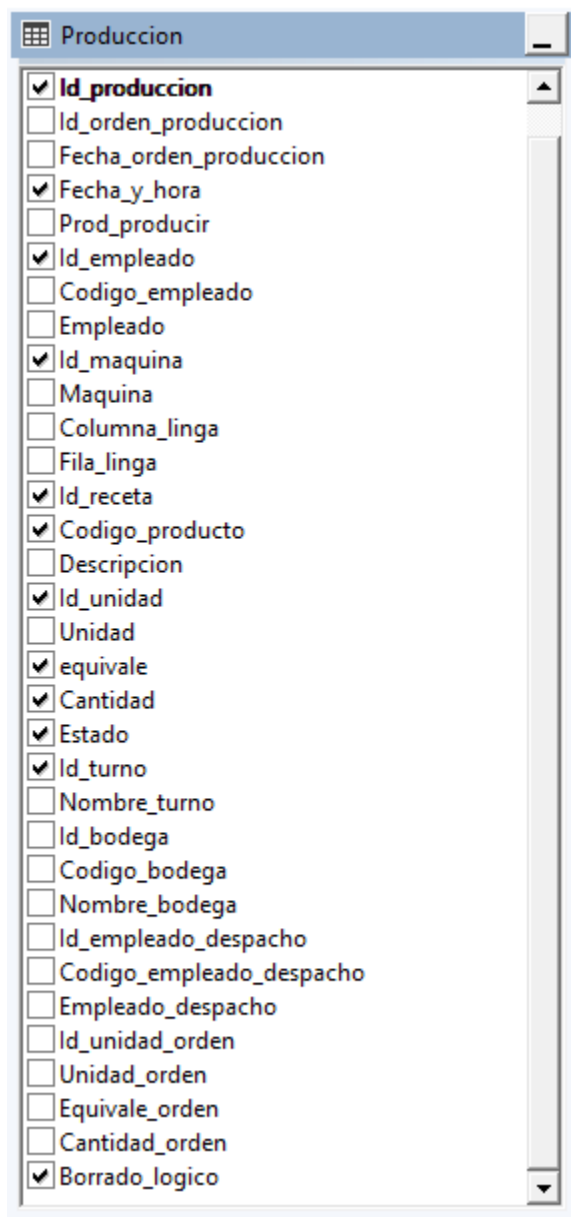 Produccion
Id_produccion
Id_orden_produccion
Fecha_orden_produccion
Fecha_y_hora
Prod_producir
Id_empleado
Codigo_empleado
Empleado
Id_maquina
Maquina
Columna_linga
Fila_linga
Id_receta
Codigo_producto
Descripcion
Id_unidad
Unidad
equivale
Cantidad
Estado
Id_turno
Nombre_turno
Id_bodega
Codigo_bodega
Nombre_bodega
Id_empleado_despacho
Codigo_empleado_despacho
Empleado_despacho
Id_unidad_orden
Unidad_orden
Equivale_orden
Cantidad_orden
Borrado_logico